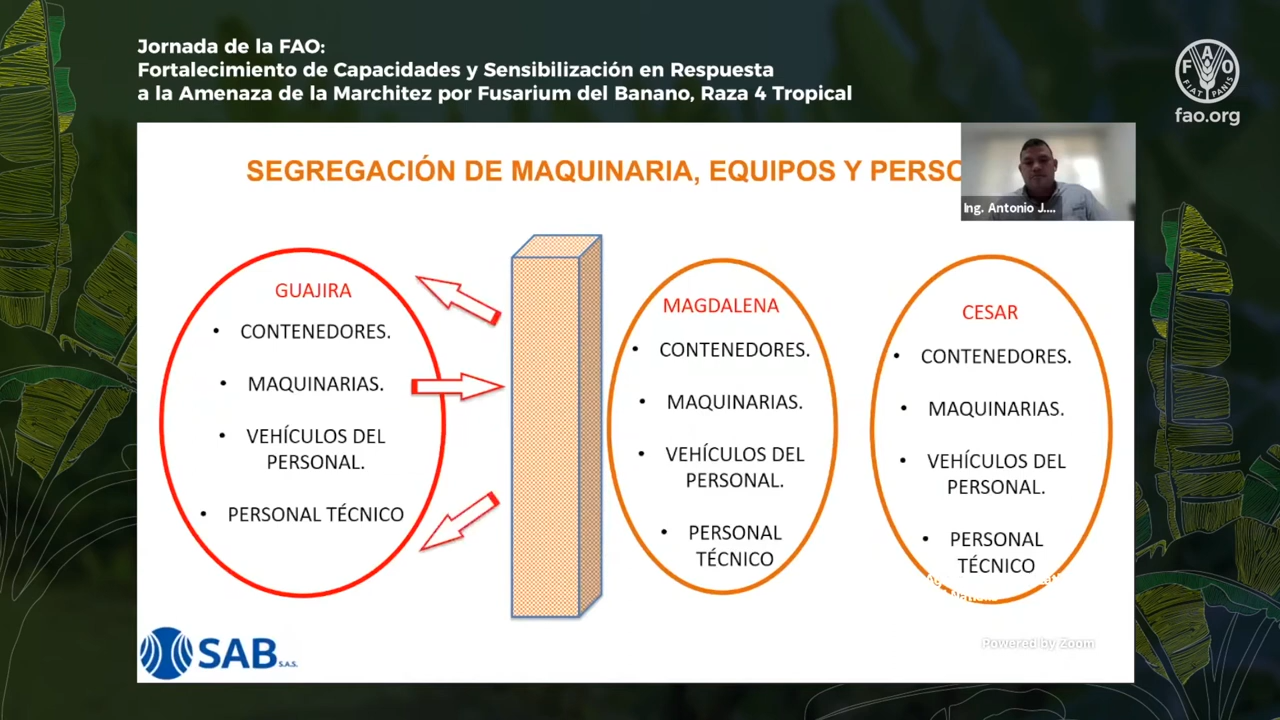 Jornada de la FAO:
Fortalecimiento de Capacidades y Sensibilización en Respuesta
a la Amenaza de la Marchitez por Fusarium del Banano, Raza 4 Tropical
F A O
FIAT PANIS
fao.org
SEGREGACIÓN DE MAQUINARIA, EQUIPOS Y PERSO
Ing. Antonio J....
GUAJIRA
• CONTENEDORES.
• MAQUINARIAS.
• VEHÍCULOS DEL
PERSONAL.
• PERSONAL TÉCNICO
MAGDALENA
• CONTENEDORES.
• MAQUINARIAS.
• VEHÍCULOS DEL
PERSONAL.
• PERSONAL
TÉCNICO
CESAR
• CONTENEDORES.
• MAQUINARIAS.
• VEHÍCULOS DEL
PERSONAL.
• PERSONAL
TÉCNICO
SAB S.A.S.
Powered by Zoom